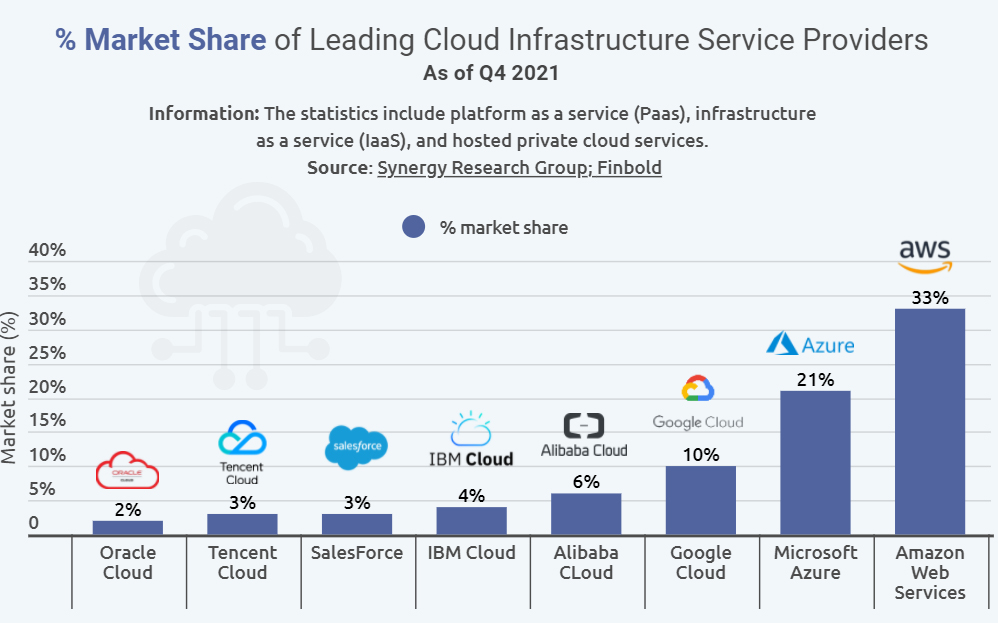 % Market Share of Leading Cloud Infrastructure Service Providers
As of Q4 2021
Information: The statistics include platform as a service (Paas), infrastructure
as a service (IaaS), and hosted private cloud services.
Source: Synergy Research Group; Finbold
% market share
Market share (%)
40%
35%
30%
25%
20%
15%
10%
5%
0
ORACLE
CLOUD
2%
Tencent
Cloud
3%
salesforce
3%
IBM Cloud
4%
Alibaba Cloud
6%
Google Cloud
10%
Azure
21%
aws
33%
Oracle
Cloud
Tencent
Cloud
SalesForce
IBM Cloud
Alibaba
CLoud
Google
Cloud
Microsoft
Azure
Amazon
Web
Services